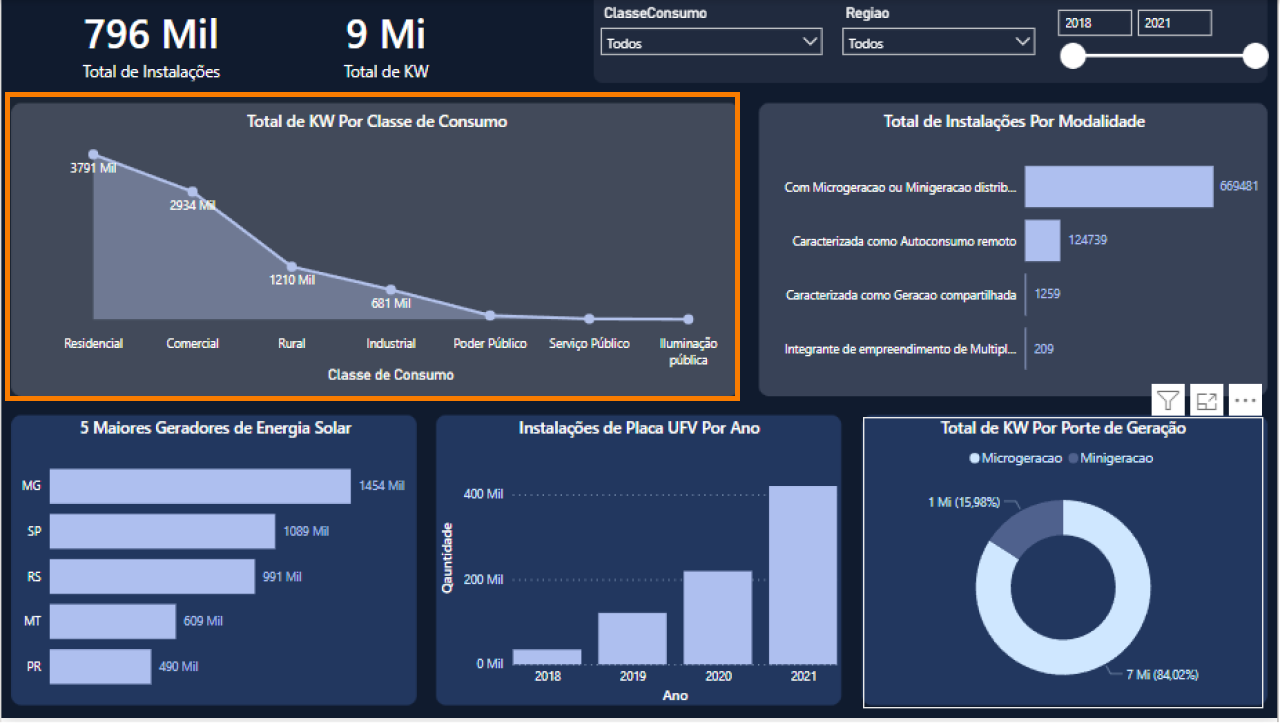 796 Mil
Total de Instalações
9 Mi
Total de KW
ClasseConsumo
Todos
Regiao
Todos
2018
2021
Total de KW Por Classe de Consumo
3791 Mil
2934 Mil
1210 Mil
681 Mil
Residencial
Comercial
Rural
Industrial
Poder Público
Serviço Público
Iluminação
pública
Classe de Consumo
Total de Instalações Por Modalidade
Com Microgeracao ou Minigeracao distrib... 669481
Caracterizada como Autoconsumo remoto 124739
Caracterizada como Geracao compartilhada 1259
Integrante de empreendimento de Multipl... 209
5 Maiores Geradores de Energia Solar
MG 1454 Mil
SP 1089 Mil
RS 991 Mil
MT 609 Mil
PR 490 Mil
Instalações de Placa UFV Por Ano
Qauntidade
400 Mil
200 Mil
0 Mil
2018 2019 2020 2021
Ano
Total de KW Por Porte de Geração
Microgeracao Minigeracao
1 Mi (15,98%)
7 Mi (84,02%)